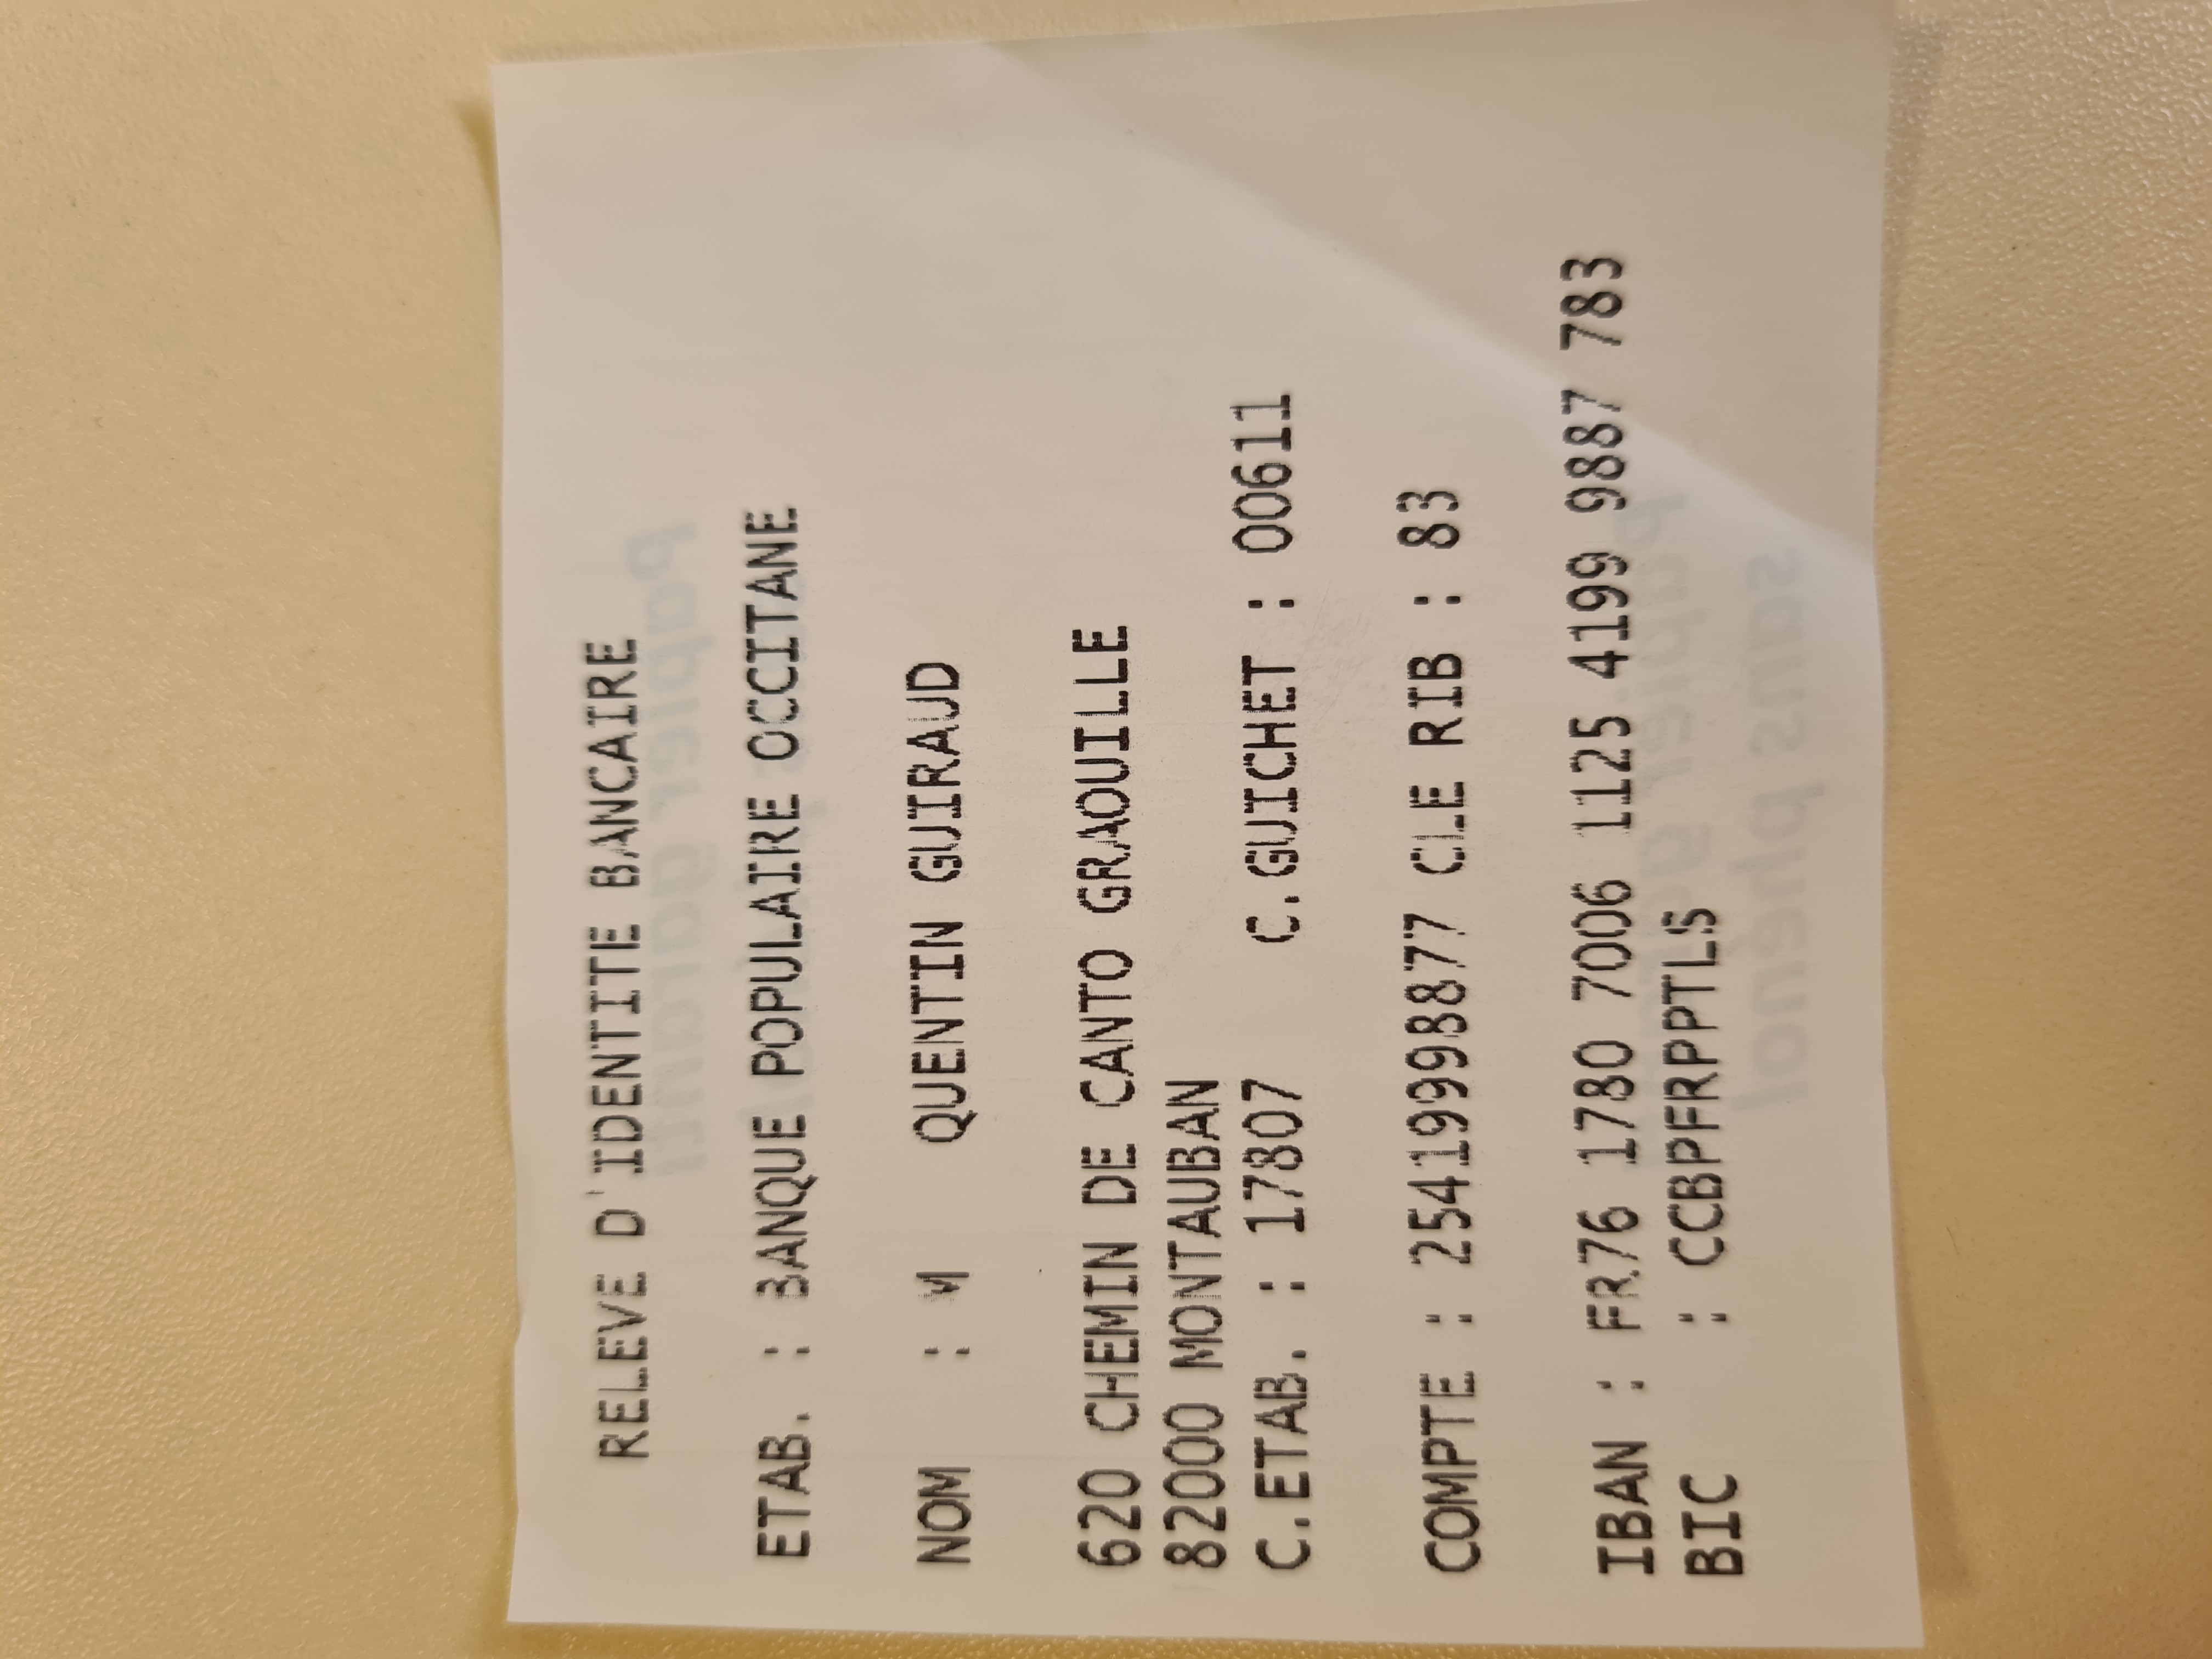 RELEVE D'IDENTITE BANCAIRE
ETAB. : BANQUE POPULAIRE OCCITANE
NOM : M QUENTIN GUIRAUD
620 CHEMIN DE CANTO GRAOUILLE
82000 MONTAUBAN
C.ETAB. : 17807 C.GUICHET : 00611
COMPTE : 25419998877 CLE RIB : 83
IBAN : FR76 1780 7006 1125 4199 9887 783
BIC : CCBPFRPPTLS
Papier garanti
Papier garanti
sans phénol